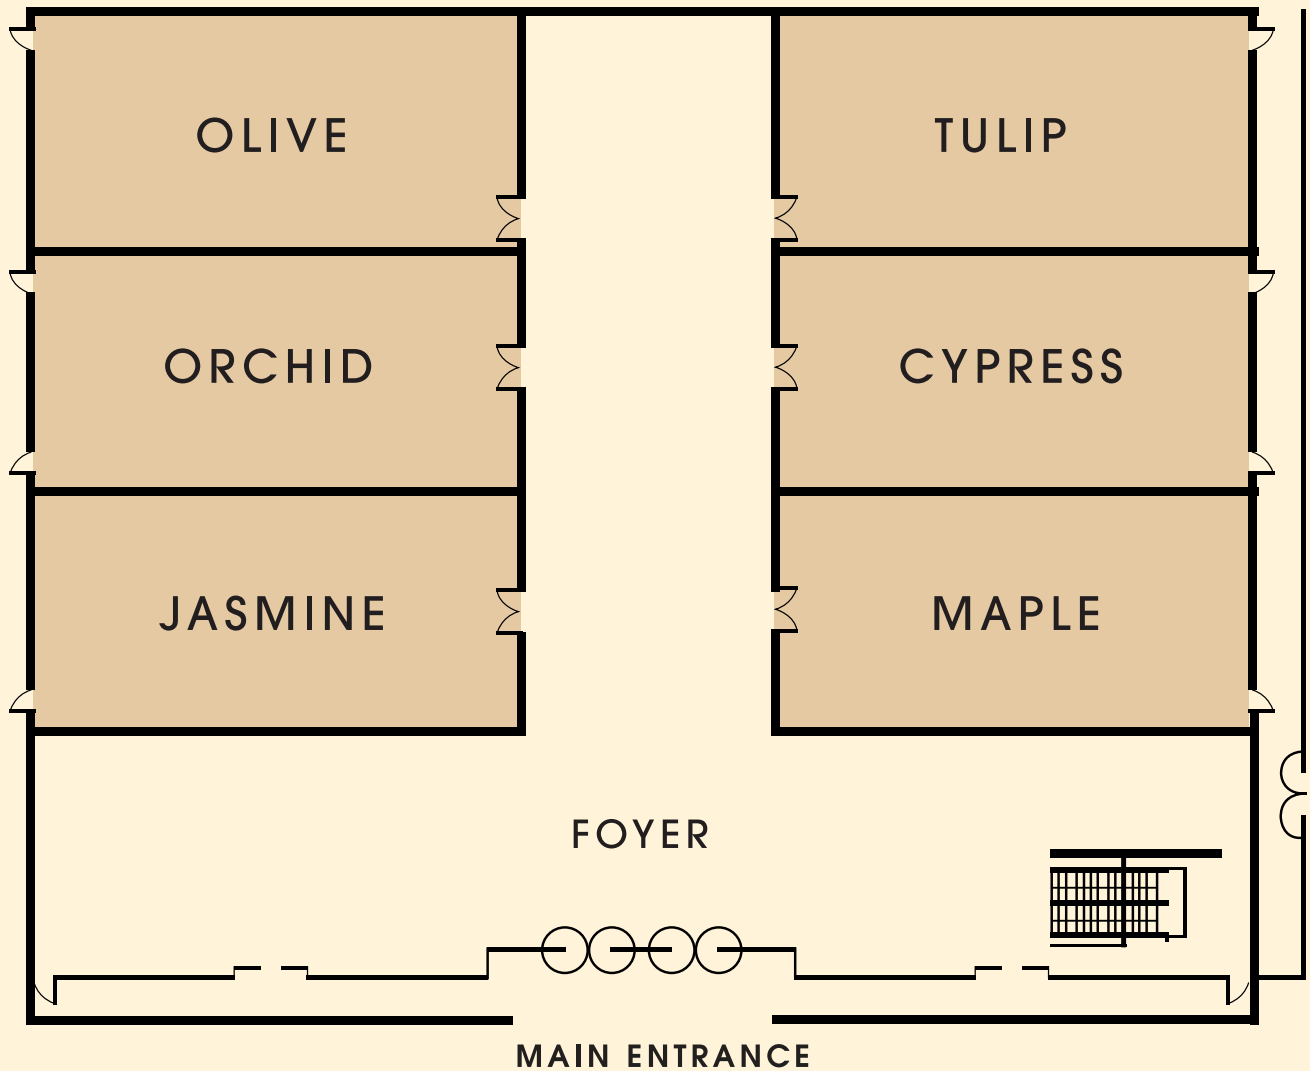 OLIVE
TULIP
ORCHID
CYPRESS
JASMINE
MAPLE
FOYER
MAIN ENTRANCE